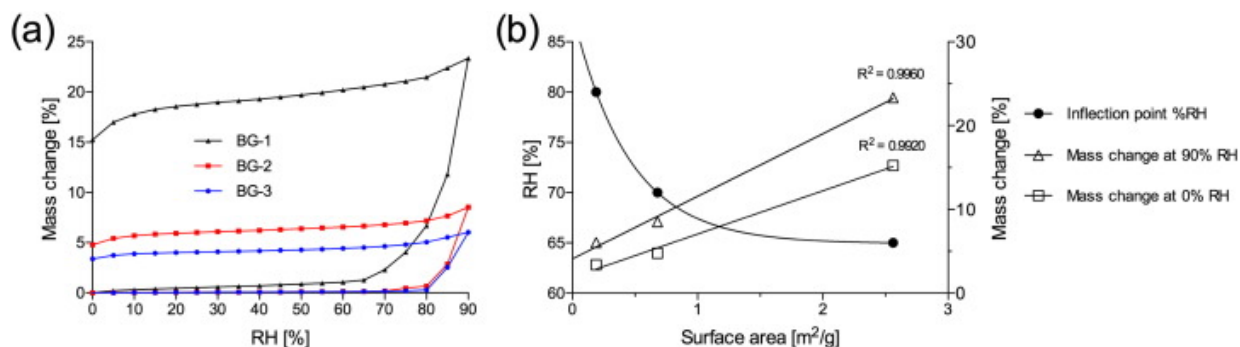 (a)
25
20
15
10
5
0
Mass change [%]
BG-1
BG-2
BG-3
0 10 20 30 40 50 60 70 80 90
RH [%]
(b)
85
80
75
70
65
60
RH [%]
R² = 0.9960
R² = 0.9920
30
20
10
0
Mass change [%]
0 1 2 3
Surface area [m²/g]
Inflection point %RH
Mass change at 90% RH
Mass change at 0% RH